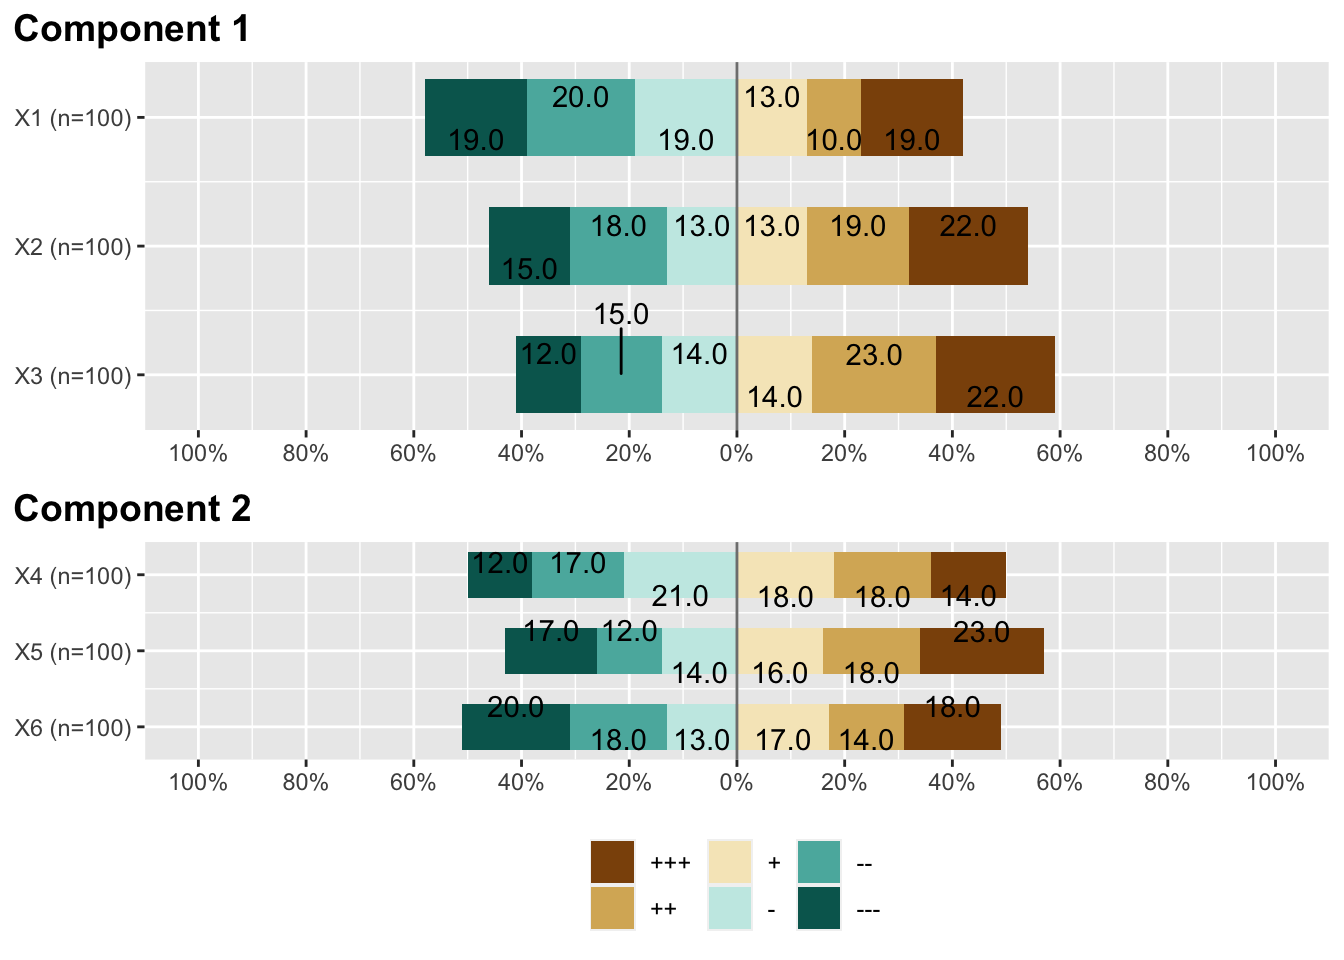 Component 1
20.0 13.0
X1 (n=100)
19.0 19.0 10.0 19.0
18.0 13.0 13.0 19.0 22.0
X2 (n=100)
15.0
15.0
12.0 14.0 23.0
X3 (n=100)
14.0 22.0
100% 80% 60% 40% 20% 0% 20% 40% 60% 80% 100%
Component 2
12.0 17.0
X4 (n=100)
21.0 18.0 18.0 14.0
17.0 12.0 23.0
X5 (n=100)
14.0 16.0 18.0
20.0 18.0
X6 (n=100)
18.0 13.0 17.0 14.0
100% 80% 60% 40% 20% 0% 20% 40% 60% 80% 100%
+++ + --
++ - ---